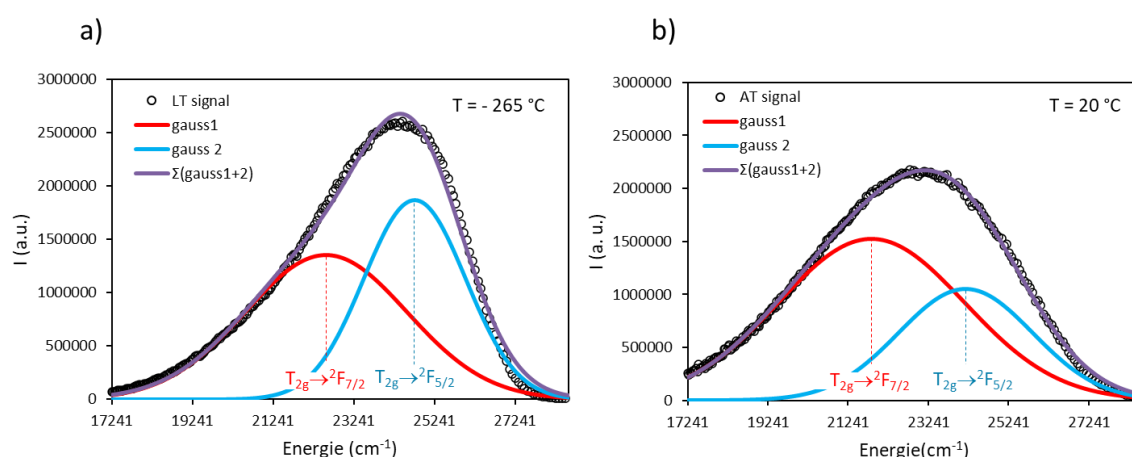 a)
3000000
2500000
2000000
1500000
1000000
500000
0
I (a.u.)
LT signal
gauss1
gauss 2
Σ(gauss1+2)
T = - 265 °C
T₂g→²F₇/₂
T₂g→²F₅/₂
17241
19241
21241
23241
25241
27241
Energie (cm⁻¹)
b)
3000000
2500000
2000000
1500000
1000000
500000
0
I (a. u.)
AT signal
gauss1
gauss 2
Σ(gauss1+2)
T = 20 °C
T₂g→²F₇/₂
T₂g→²F₅/₂
17241
19241
21241
23241
25241
27241
Energie(cm⁻¹)